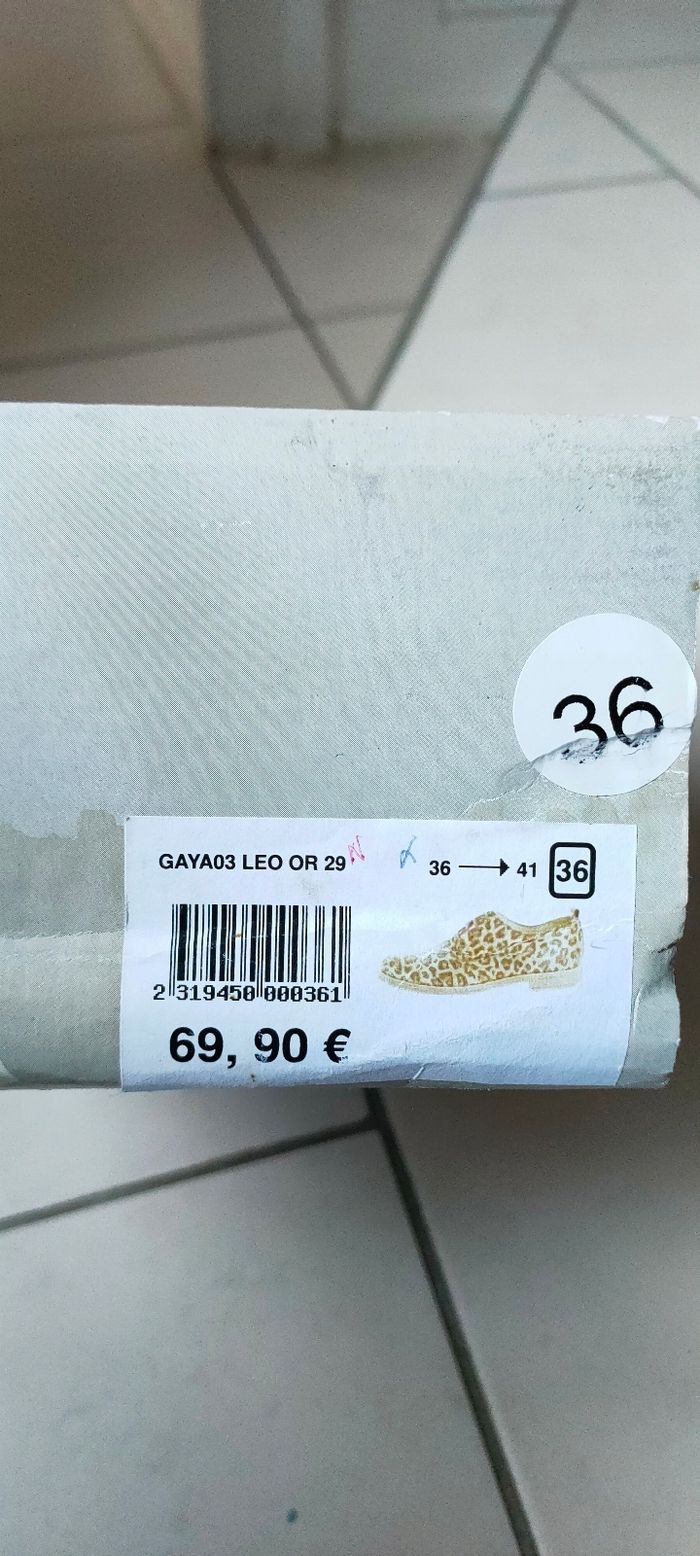 36
GAYA03 LEO OR 29
36 → 41 36
2 319450 000361
69, 90 €